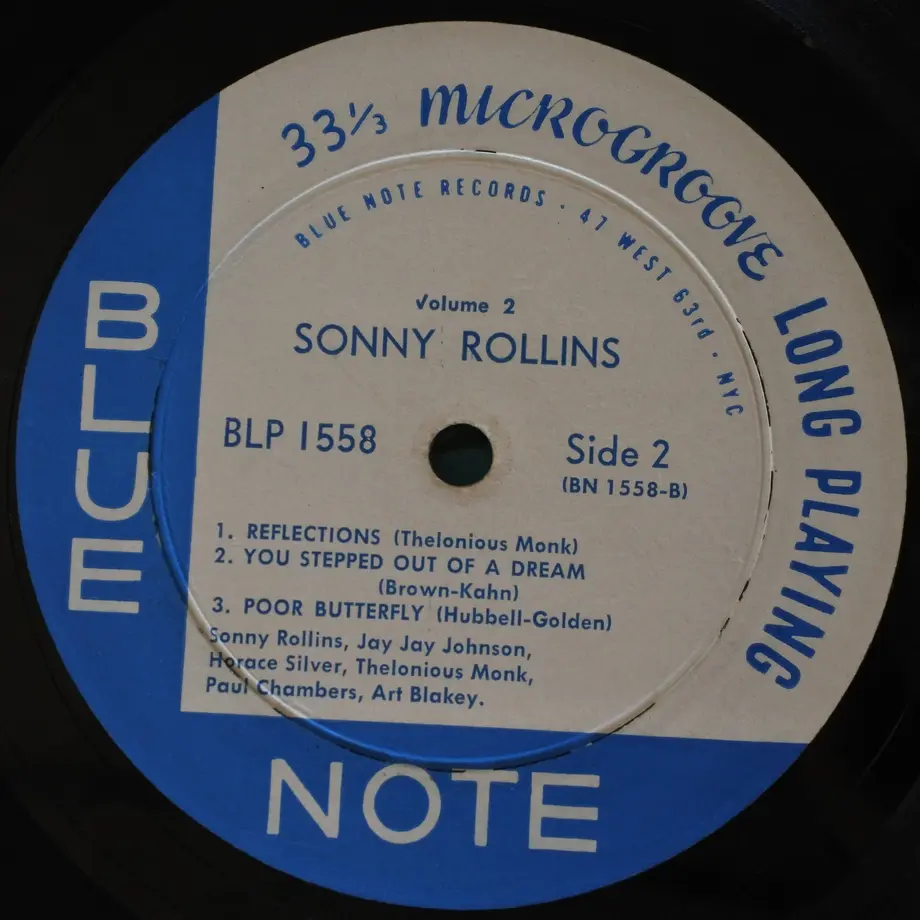 33⅓ MICROGROOVE LONG PLAYING
BLUE NOTE RECORDS · 47 WEST 63rd · NYC
Volume 2
SONNY ROLLINS
BLP 1558
Side 2
(BN 1558-B)
1. REFLECTIONS (Thelonious Monk)
2. YOU STEPPED OUT OF A DREAM
(Brown-Kahn)
3. POOR BUTTERFLY (Hubbell-Golden)
Sonny Rollins, Jay Jay Johnson,
Horace Silver, Thelonious Monk,
Paul Chambers, Art Blakey.
BLUE
NOTE